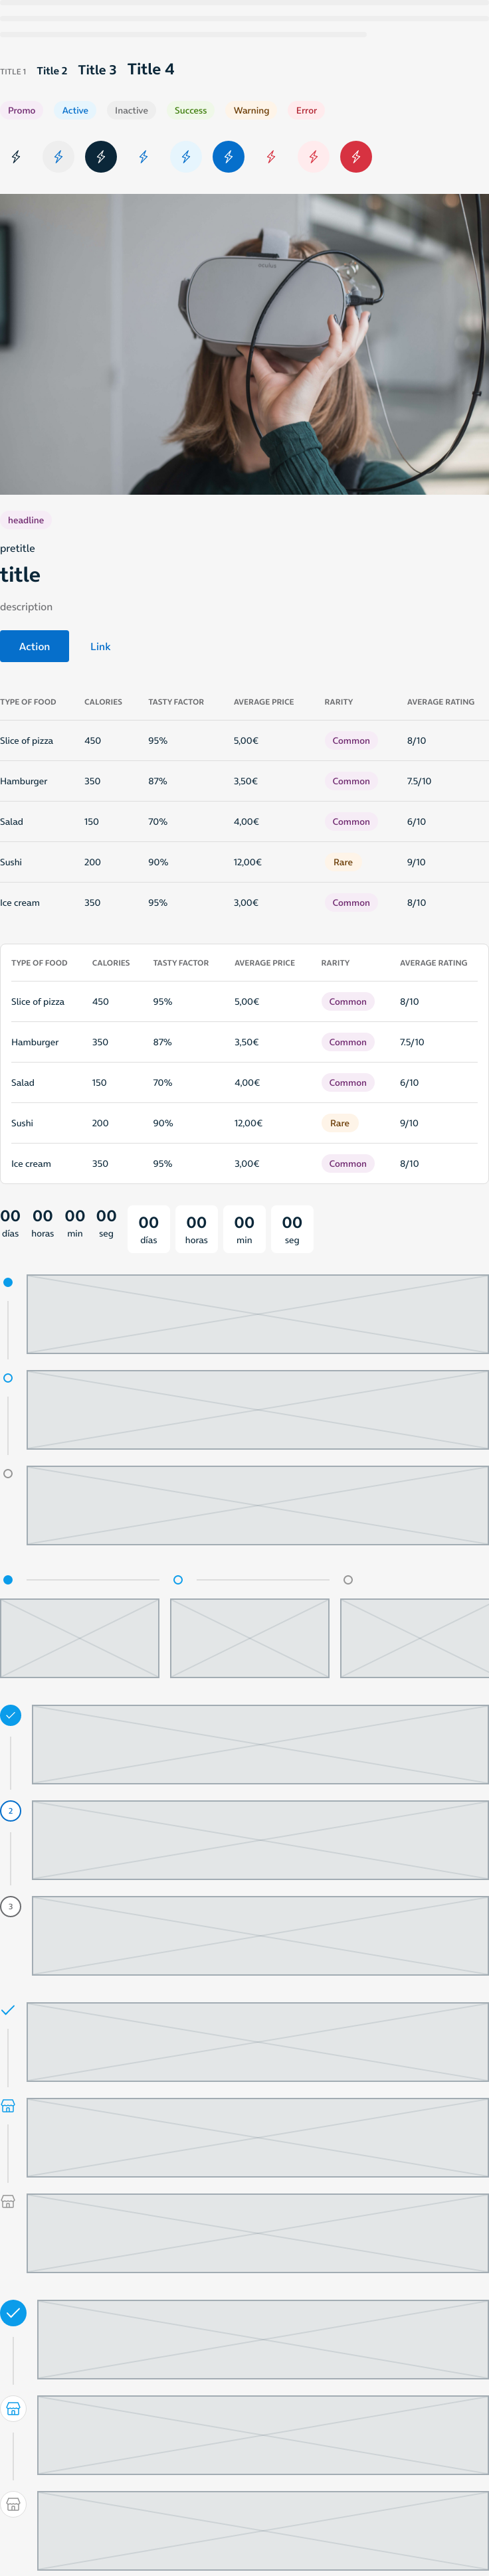 TITLE 1 Title 2 Title 3 Title 4
Promo Active Inactive Success Warning Error
oculus
headline
pretitle
title
description
Action Link
TYPE OF FOOD CALORIES TASTY FACTOR AVERAGE PRICE RARITY AVERAGE RATING
Slice of pizza 450 95% 5,00€ Common 8/10
Hamburger 350 87% 3,50€ Common 7.5/10
Salad 150 70% 4,00€ Common 6/10
Sushi 200 90% 12,00€ Rare 9/10
Ice cream 350 95% 3,00€ Common 8/10
TYPE OF FOOD CALORIES TASTY FACTOR AVERAGE PRICE RARITY AVERAGE RATING
Slice of pizza 450 95% 5,00€ Common 8/10
Hamburger 350 87% 3,50€ Common 7.5/10
Salad 150 70% 4,00€ Common 6/10
Sushi 200 90% 12,00€ Rare 9/10
Ice cream 350 95% 3,00€ Common 8/10
00 00 00 00
días horas min seg
00 00 00 00
días horas min seg
2
3